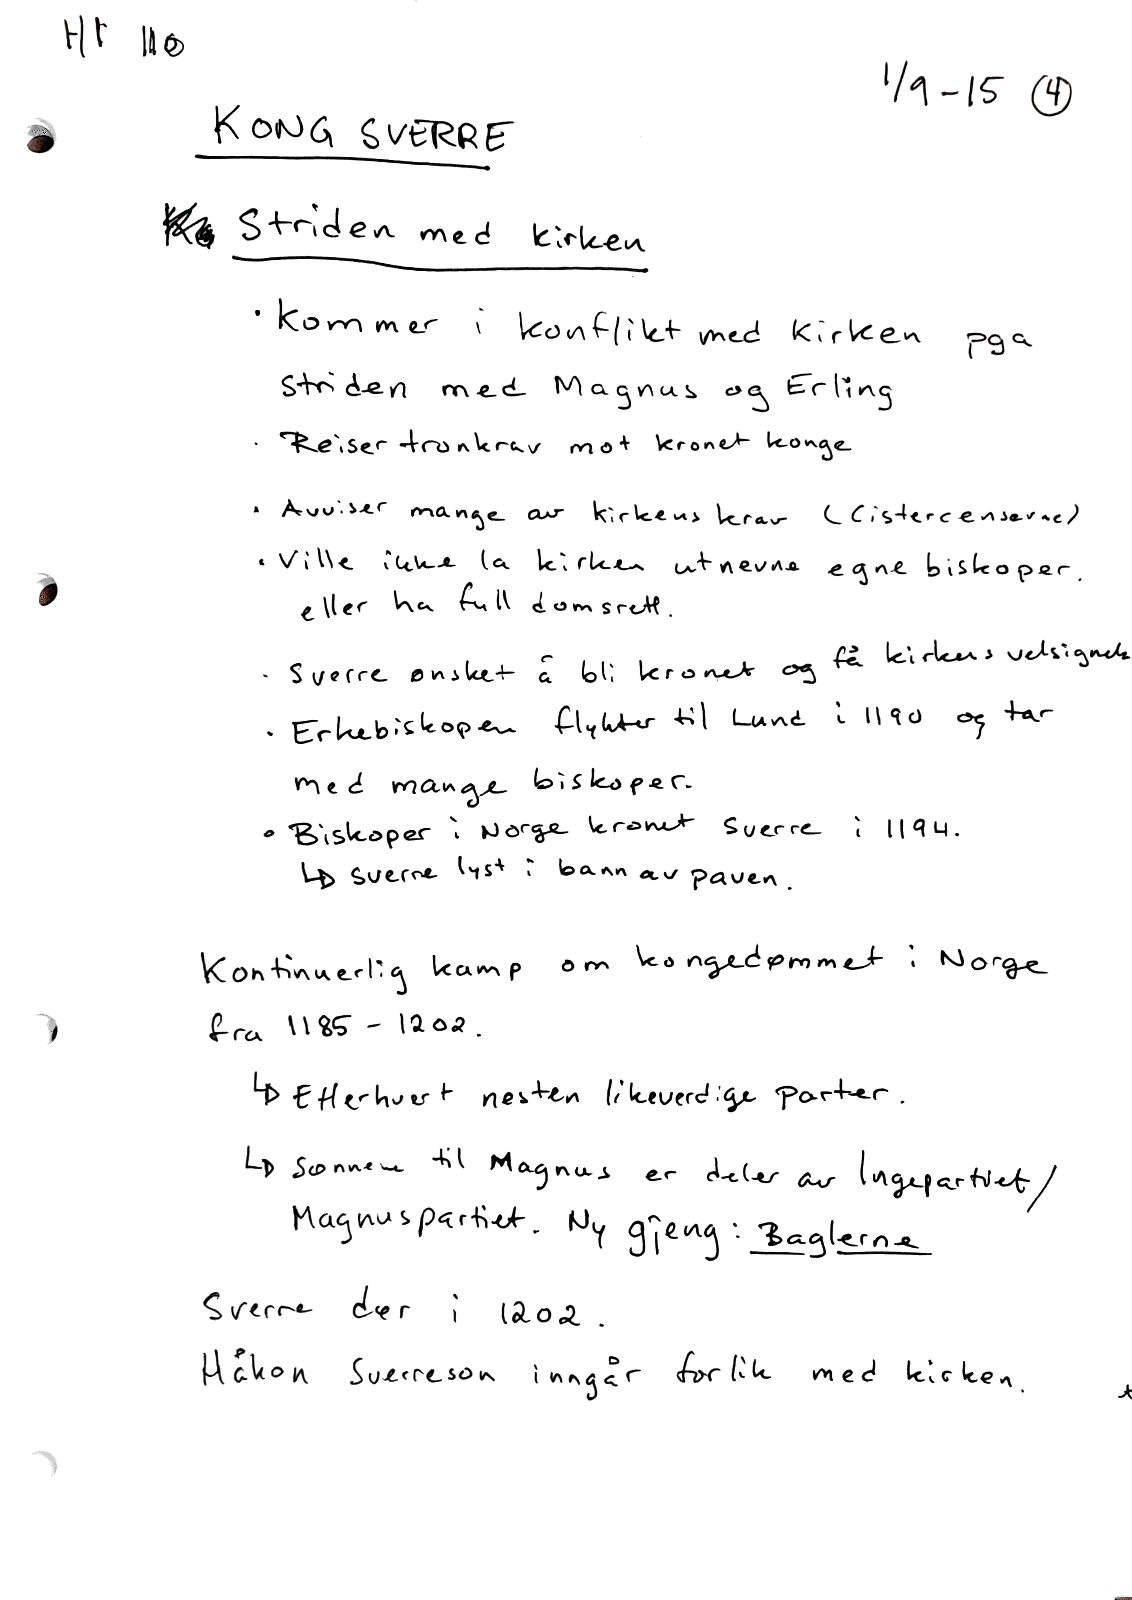 HI 110
1/9-15 (4)
KONG SVERRE
Striden med kirken
· Kommer i konflikt med Kirken pga
striden med Magnus og Erling
· Reiser tronkrav mot kronet konge
· Avviser mange av kirkens krav (Cistercenserne)
· Ville ikke la kirken utnevne egne biskoper.
eller ha full domsrett.
· Sverre ønsket å bli kronet og få kirkens velsignels
· Erkebiskopen flykter til Lund i 1190 og tar
med mange biskoper.
· Biskoper i Norge kronet Sverre i 1194.
↳ Sverre lyst i bann av paven.
Kontinuerlig kamp om kongedømmet i Norge
fra 1185 - 1202.
↳ Etterhvert nesten likeverdige parter.
↳ Sønnene til Magnus er deler av Ingepartiet/
Magnuspartiet. Ny gjeng: Baglerne
Sverre dør i 1202.
Håkon Sverreson inngår forlik med kirken.